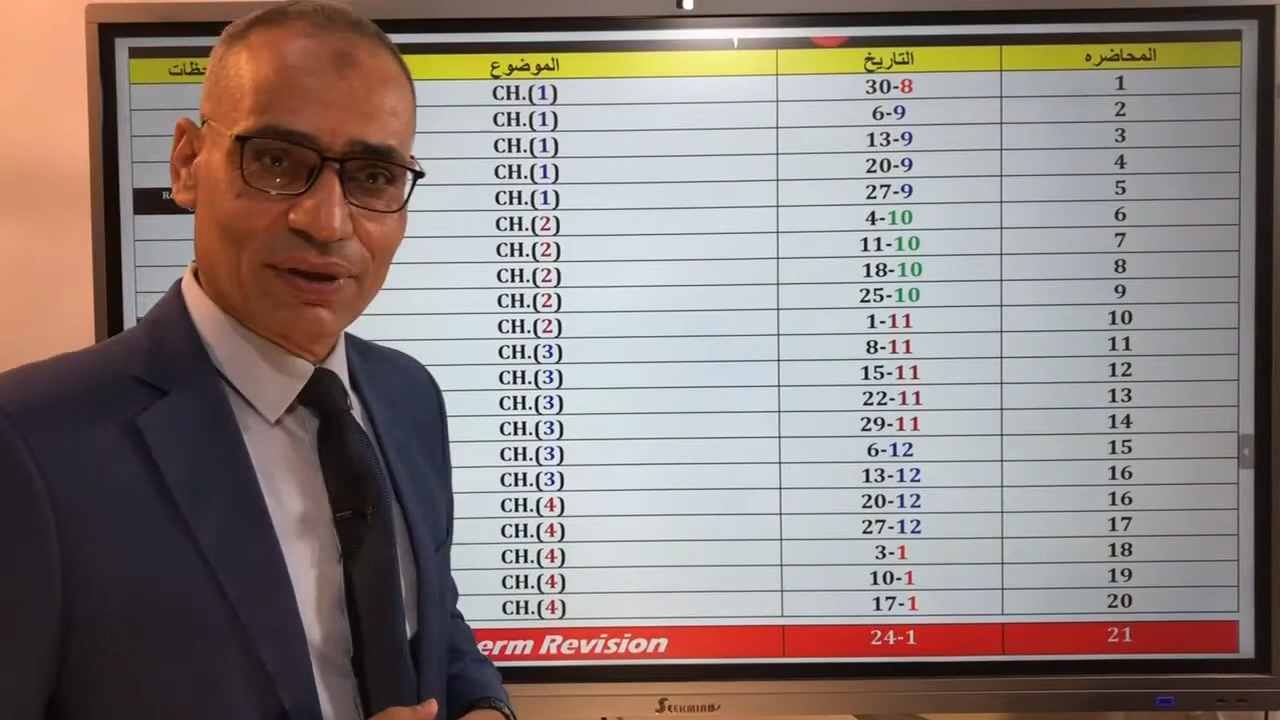 المحاضره التاريخ الموضوع
1 30-8 CH.(1)
2 6-9 CH.(1)
3 13-9 CH.(1)
4 20-9 CH.(1)
5 27-9 CH.(1)
6 4-10 CH.(2)
7 11-10 CH.(2)
8 18-10 CH.(2)
9 25-10 CH.(2)
10 1-11 CH.(2)
11 8-11 CH.(3)
12 15-11 CH.(3)
13 22-11 CH.(3)
14 29-11 CH.(3)
15 6-12 CH.(3)
16 13-12 CH.(3)
16 20-12 CH.(4)
17 27-12 CH.(4)
18 3-1 CH.(4)
19 10-1 CH.(4)
20 17-1 CH.(4)
21 24-1 erm Revision
SEEKMIND